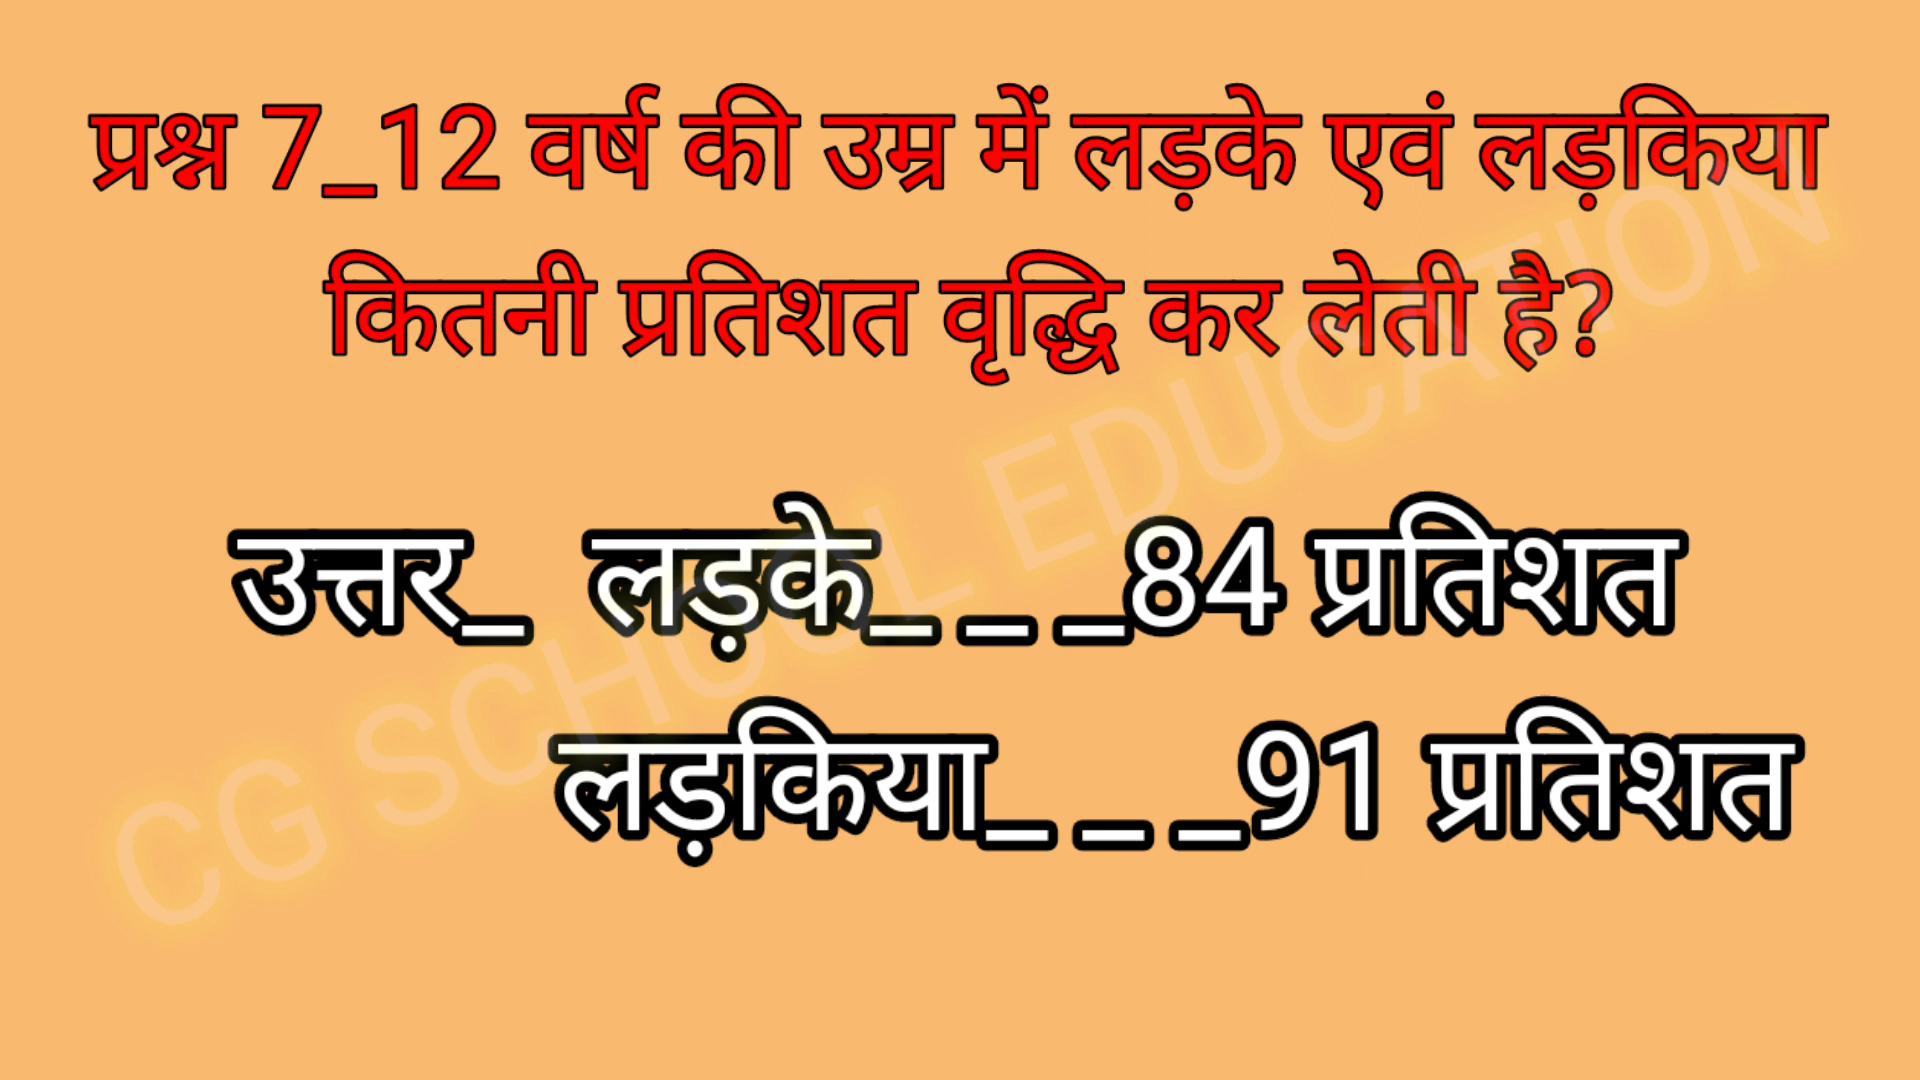 प्रश्न 7_12 वर्ष की उम्र में लड़के एवं लड़किया
कितनी प्रतिशत वृद्धि कर लेती है?
उत्तर_ लड़के_ _ _84 प्रतिशत
लड़किया_ _ _91 प्रतिशत
CG SCHOOL EDUCATION